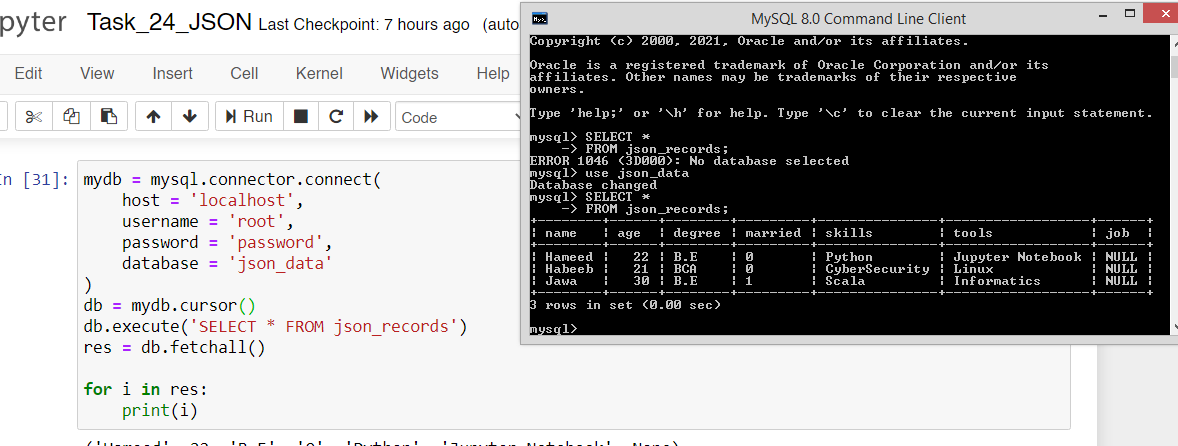 pyter Task_24_JSON Last Checkpoint: 7 hours ago (auto
Edit View Insert Cell Kernel Widgets Help
Run Code
In [31]: mydb = mysql.connector.connect(
host = 'localhost',
username = 'root',
password = 'password',
database = 'json_data'
)
db = mydb.cursor()
db.execute('SELECT * FROM json_records')
res = db.fetchall()
for i in res:
print(i)
('Hameed', 22, 'B.E', '0', 'Python', 'Jupyter Notebook', None)
MySQL 8.0 Command Line Client
Copyright (c) 2000, 2021, Oracle and/or its affiliates.
Oracle is a registered trademark of Oracle Corporation and/or its
affiliates. Other names may be trademarks of their respective
owners.
Type 'help;' or '\h' for help. Type '\c' to clear the current input statement.
mysql> SELECT *
-> FROM json_records;
ERROR 1046 (3D000): No database selected
mysql> use json_data
Database changed
mysql> SELECT *
-> FROM json_records;
+---------+------+--------+---------+---------------+------------------+------+
| name | age | degree | married | skills | tools | job |
+---------+------+--------+---------+---------------+------------------+------+
| Hameed | 22 | B.E | 0 | Python | Jupyter Notebook | NULL |
| Habeeb | 21 | BCA | 0 | CyberSecurity | Linux | NULL |
| Jawa | 30 | B.E | 1 | Scala | Informatics | NULL |
+---------+------+--------+---------+---------------+------------------+------+
3 rows in set (0.00 sec)
mysql>